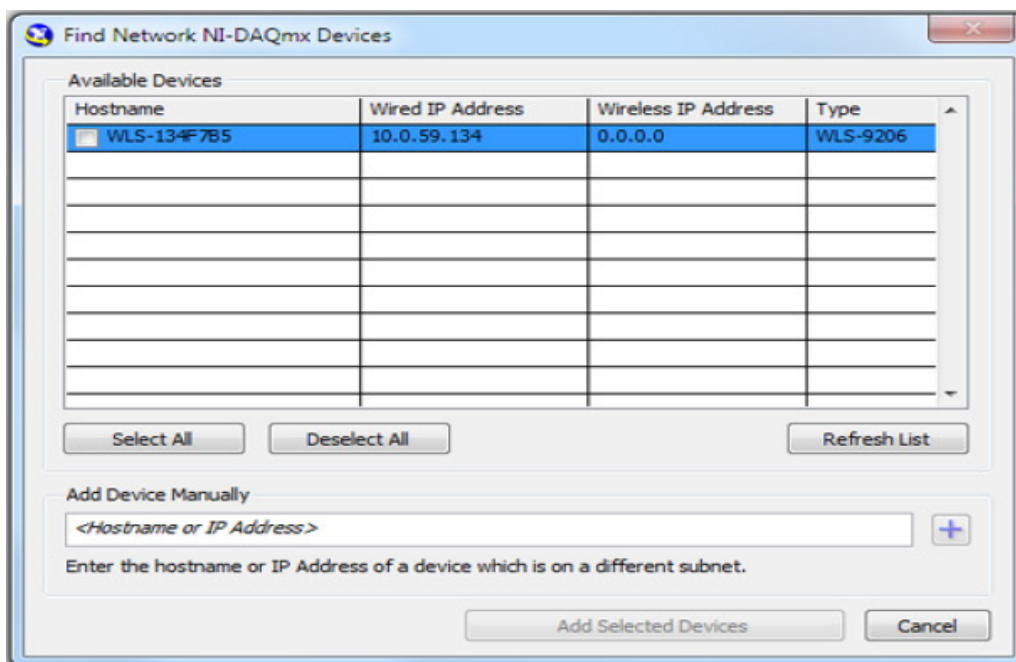 Find Network NI-DAQmx Devices
Available Devices
Hostname Wired IP Address Wireless IP Address Type
WLS-134F7B5 10.0.59.134 0.0.0.0 WLS-9206
Select All Deselect All Refresh List
Add Device Manually
<Hostname or IP Address>
Enter the hostname or IP Address of a device which is on a different subnet.
Add Selected Devices Cancel